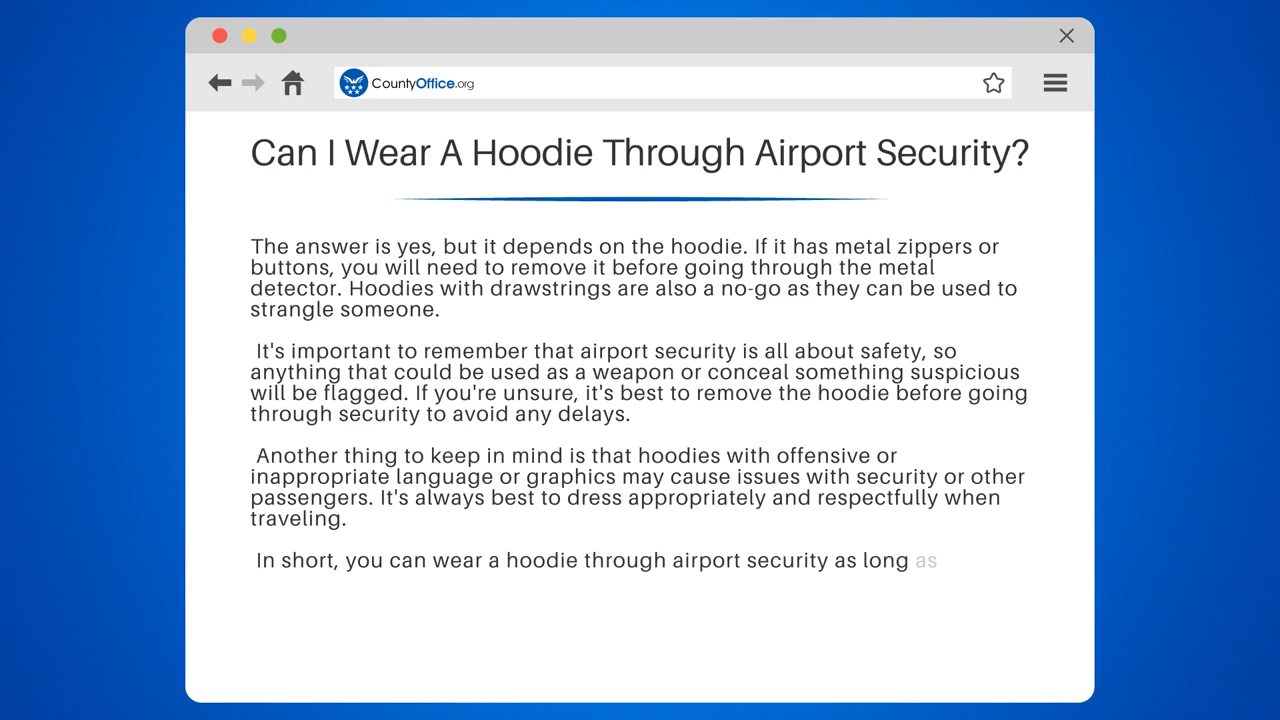 CountyOffice.org
Can I Wear A Hoodie Through Airport Security?
The answer is yes, but it depends on the hoodie. If it has metal zippers or
buttons, you will need to remove it before going through the metal
detector. Hoodies with drawstrings are also a no-go as they can be used to
strangle someone.
It's important to remember that airport security is all about safety, so
anything that could be used as a weapon or conceal something suspicious
will be flagged. If you're unsure, it's best to remove the hoodie before going
through security to avoid any delays.
Another thing to keep in mind is that hoodies with offensive or
inappropriate language or graphics may cause issues with security or other
passengers. It's always best to dress appropriately and respectfully when
traveling.
In short, you can wear a hoodie through airport security as long as